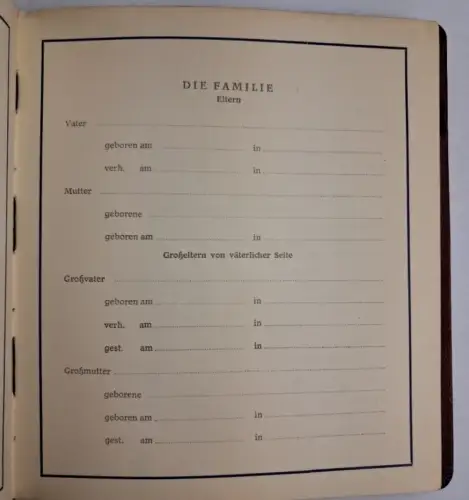 DIE FAMILIE
Eltern
Vater
geboren am in
verh. am in
Mutter
geborene
geboren am in
Großeltern von väterlicher Seite
Großvater
geboren am in
verh. am in
gest. am in
Großmutter
geborene
geboren am in
gest. am in